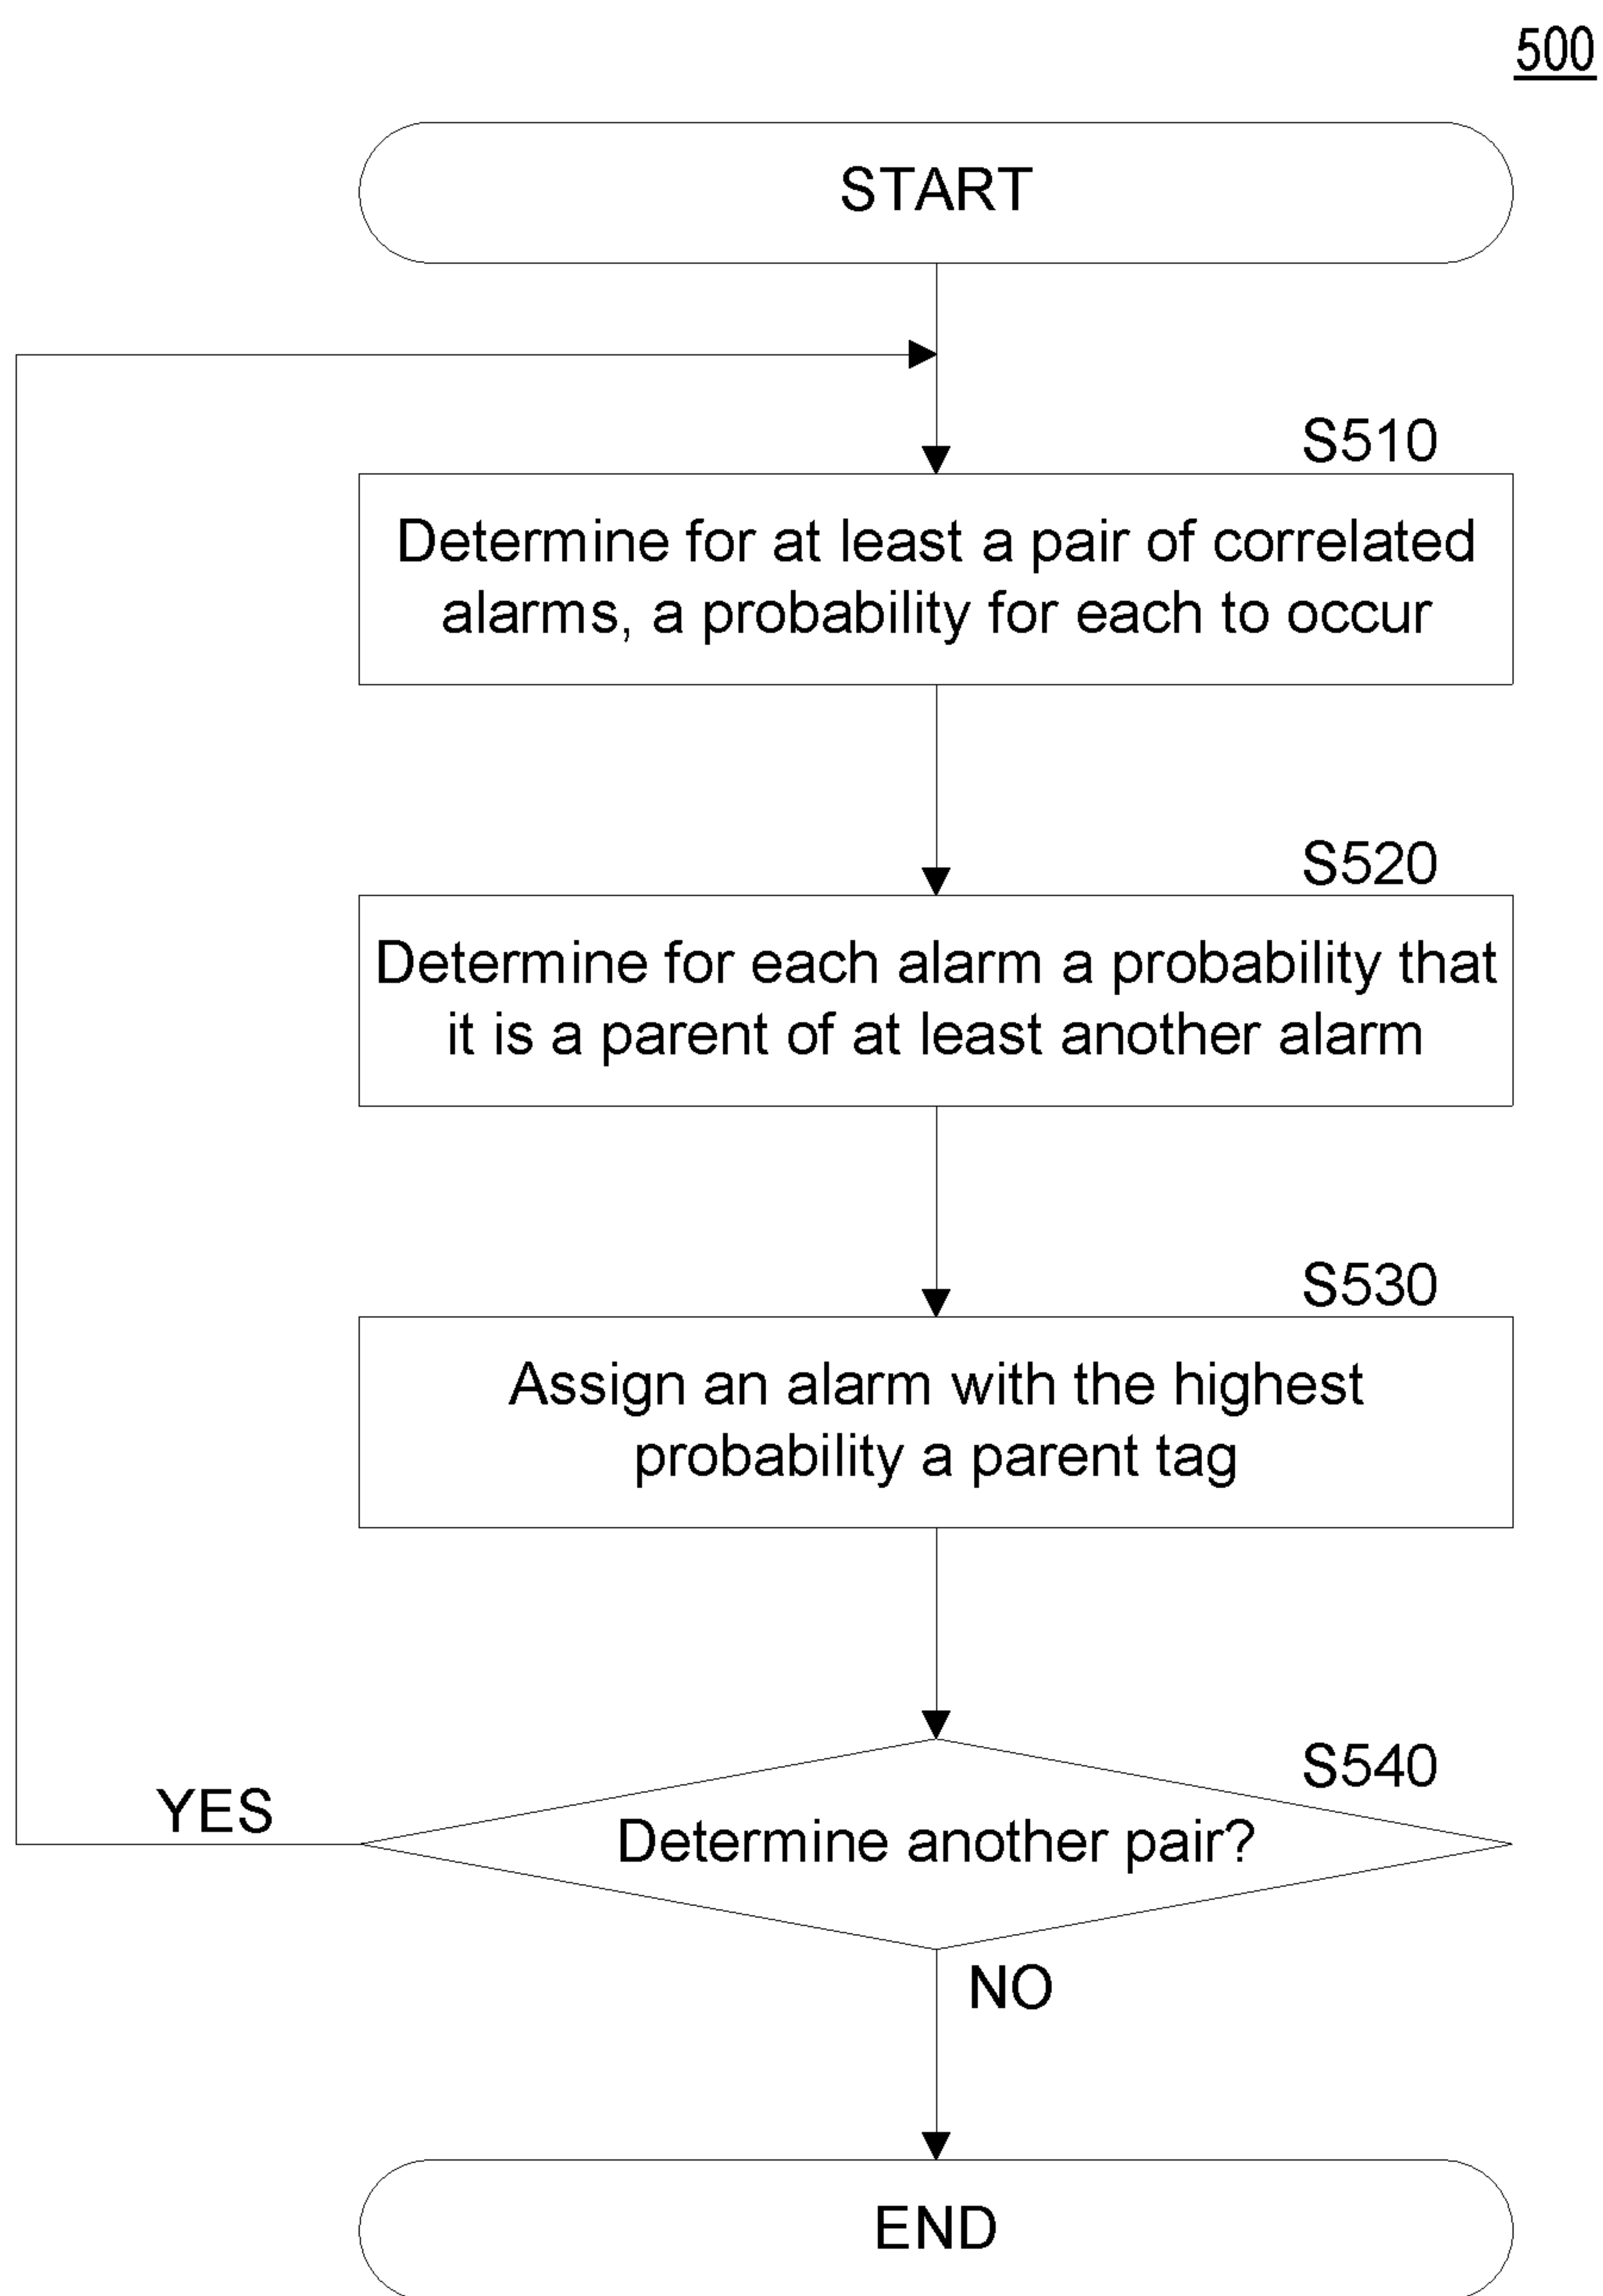 500
START
S510
Determine for at least a pair of correlated
alarms, a probability for each to occur
S520
Determine for each alarm a probability that
it is a parent of at least another alarm
S530
Assign an alarm with the highest
probability a parent tag
S540
YES
Determine another pair?
NO
END